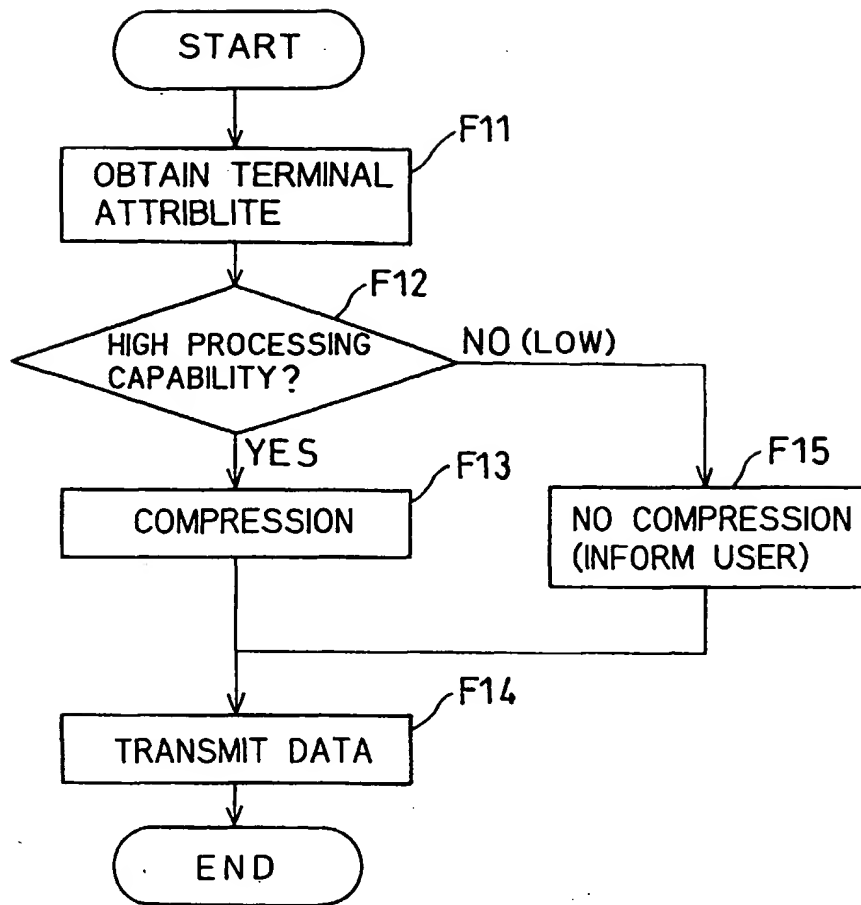 START
F11
OBTAIN TERMINAL
ATTRIBLITE
F12
HIGH PROCESSING
CAPABILITY?
NO (LOW)
YES
F13
COMPRESSION
F15
NO COMPRESSION
(INFORM USER)
F14
TRANSMIT DATA
END